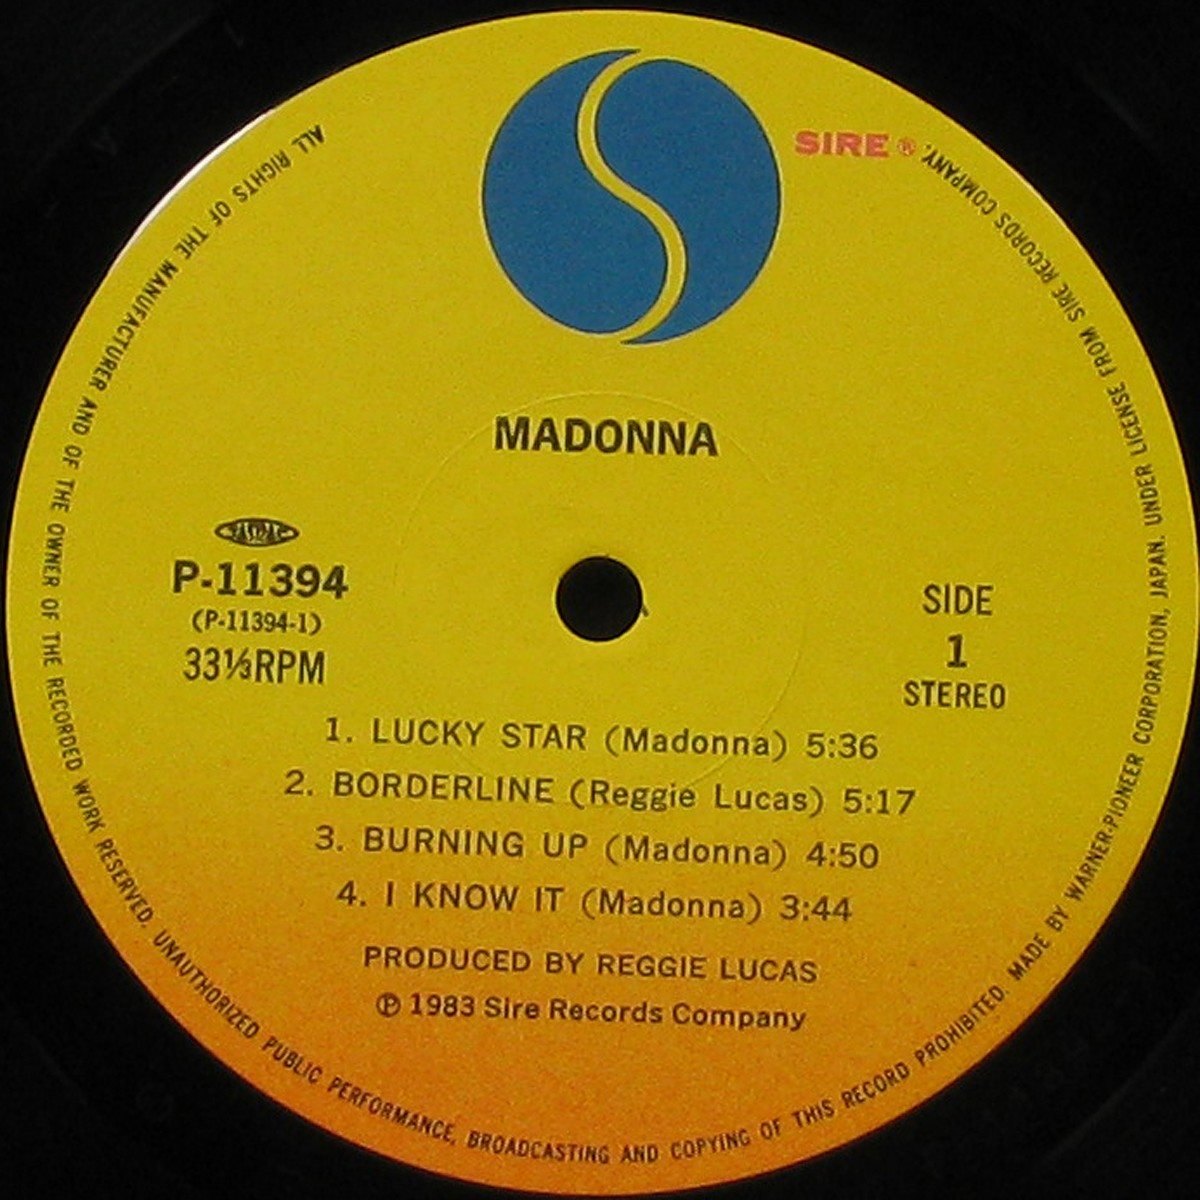 SIRE ®
MADONNA
JASRAC
P-11394
(P-11394-1)
33⅓RPM
SIDE
1
STEREO
1. LUCKY STAR (Madonna) 5:36
2. BORDERLINE (Reggie Lucas) 5:17
3. BURNING UP (Madonna) 4:50
4. I KNOW IT (Madonna) 3:44
PRODUCED BY REGGIE LUCAS
℗ 1983 Sire Records Company
ALL RIGHTS OF THE MANUFACTURER AND OF THE OWNER OF THE RECORDED WORK RESERVED. UNAUTHORIZED PUBLIC PERFORMANCE, BROADCASTING AND COPYING OF THIS RECORD PROHIBITED. MADE BY WARNER-PIONEER CORPORATION, JAPAN. UNDER LICENSE FROM SIRE RECORDS COMPANY.